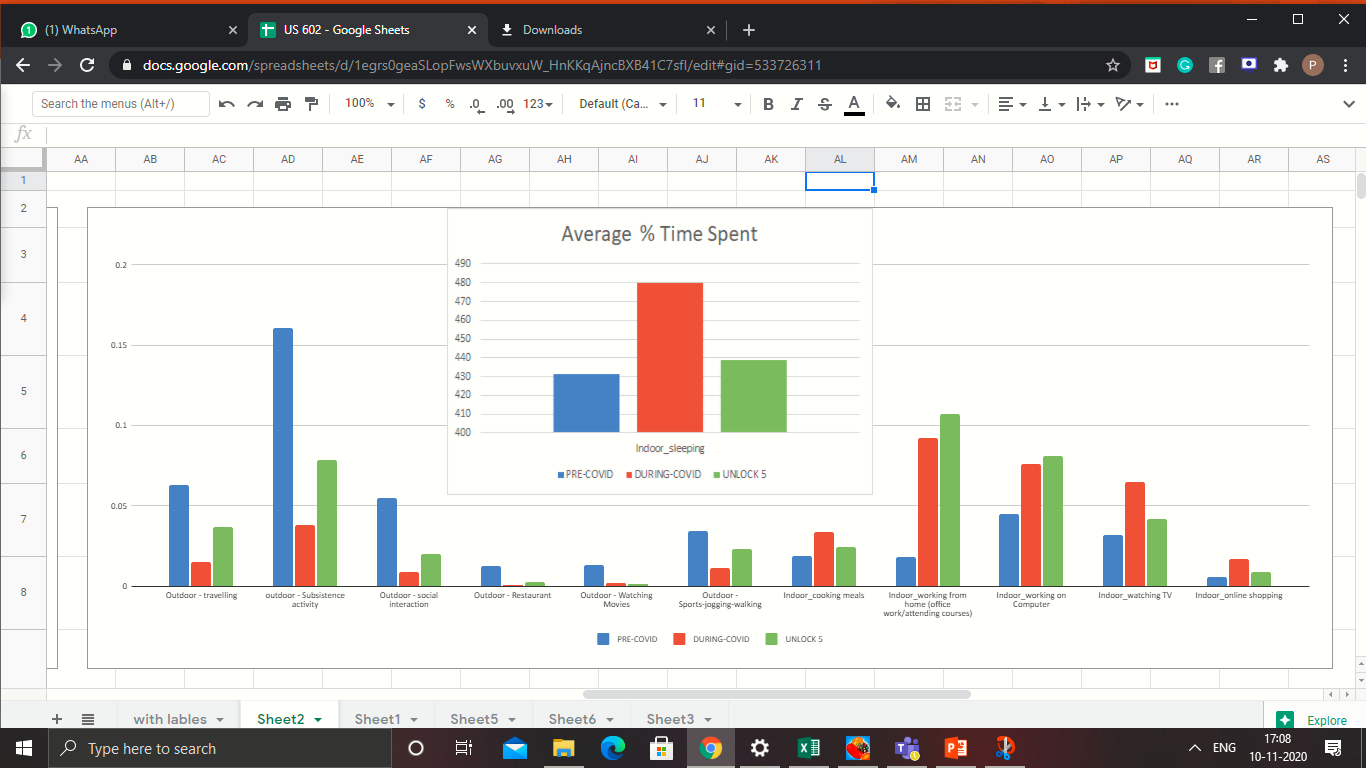 (1) WhatsApp
US 602 - Google Sheets
Downloads
docs.google.com/spreadsheets/d/1egrs0geaSLopFwsWXbuvxuW_HnKKqAjncBXB41C7sfI/edit#gid=533726311
P
Search the menus (Alt+/)
100%
$ % .0 .00 123
Default (Ca...
11
B I S A
fx
AA AB AC AD AE AF AG AH AI AJ AK AL AM AN AO AP AQ AR AS
1
2
3
4
5
6
7
8
Average % Time Spent
490
480
470
460
450
440
430
420
410
400
Indoor_sleeping
PRE-COVID DURING-COVID UNLOCK 5
0.2
0.15
0.1
0.05
0
Outdoor - travelling
outdoor - Subsistence
activity
Outdoor - social
interaction
Outdoor - Restaurant
Outdoor - Watching
Movies
Outdoor -
Sports-jogging-walking
Indoor_cooking meals
Indoor_working from
home (office
work/attending courses)
Indoor_working on
Computer
Indoor_watching TV
Indoor_online shopping
PRE-COVID DURING-COVID UNLOCK 5
with lables
Sheet2
Sheet1
Sheet5
Sheet6
Sheet3
Explore
Type here to search
ENG
17:08
10-11-2020